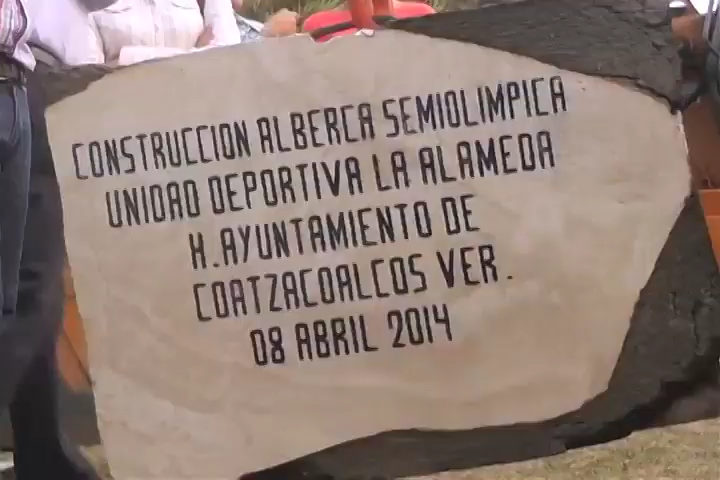 CONSTRUCCION ALBERCA SEMIOLIMPICA
UNIDAD DEPORTIVA LA ALAMEDA
H. AYUNTAMIENTO DE
COATZACOALCOS VER.
08 ABRIL 2014